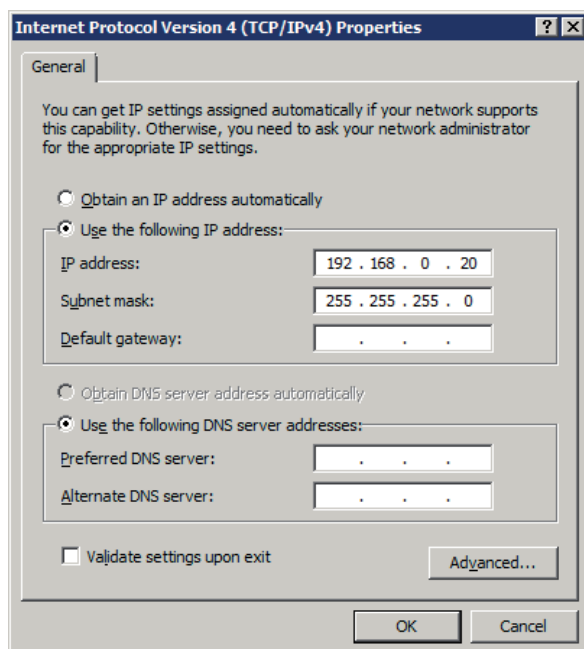 Internet Protocol Version 4 (TCP/IPv4) Properties
General
You can get IP settings assigned automatically if your network supports
this capability. Otherwise, you need to ask your network administrator
for the appropriate IP settings.
Obtain an IP address automatically
Use the following IP address:
IP address: 192 . 168 . 0 . 20
Subnet mask: 255 . 255 . 255 . 0
Default gateway: . . .
Obtain DNS server address automatically
Use the following DNS server addresses:
Preferred DNS server: . . .
Alternate DNS server: . . .
Validate settings upon exit
Advanced...
OK Cancel